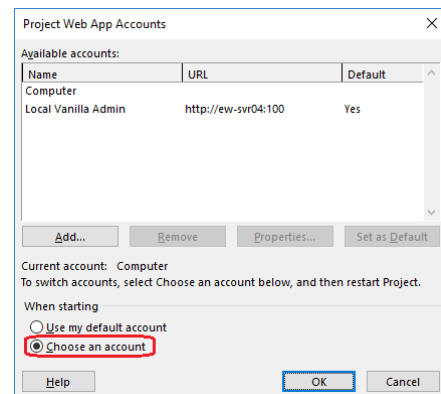 Project Web App Accounts
Available accounts:
Name URL Default
Computer
Local Vanilla Admin http://ew-svr04:100 Yes
Add... Remove Properties... Set as Default
Current account: Computer
To switch accounts, select Choose an account below, and then restart Project.
When starting
Use my default account
Choose an account
Help OK Cancel